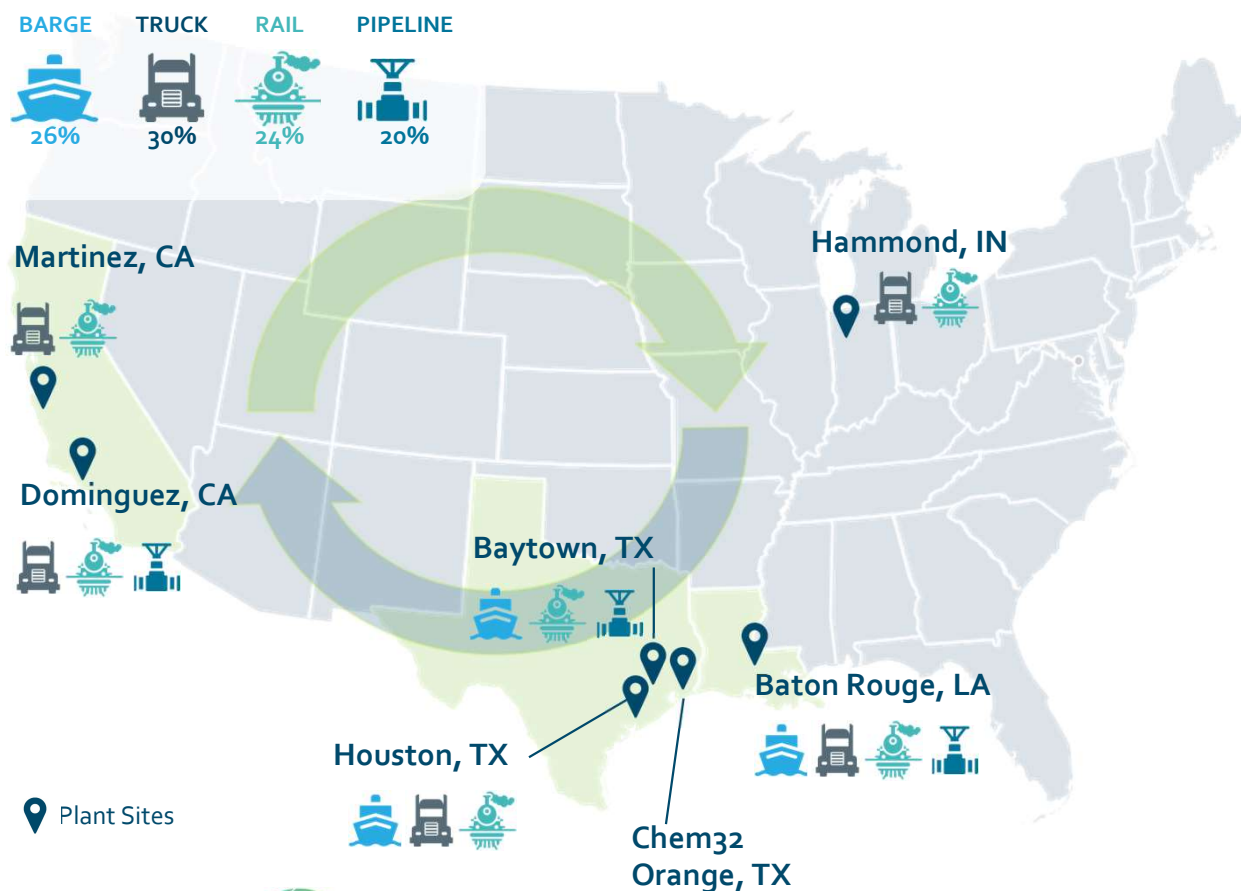 BARGE TRUCK RAIL PIPELINE
26% 30% 24% 20%
Martinez, CA
Hammond, IN
Dominguez, CA
Baytown, TX
Baton Rouge, LA
Houston, TX
Plant Sites
Chem32
Orange, TX